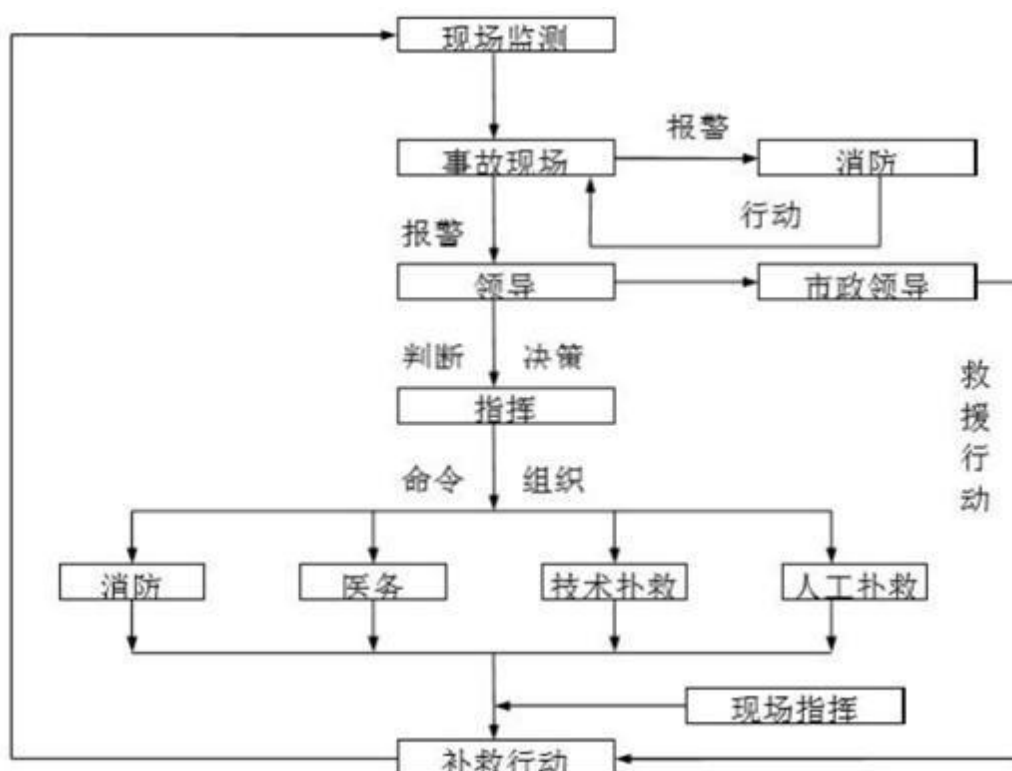 现场监测
报警
事故现场
消防
行动
报警
领导
市政领导
判断 决策
救援行动
指挥
命令 组织
消防 医务 技术扑救 人工扑救
现场指挥
补救行动